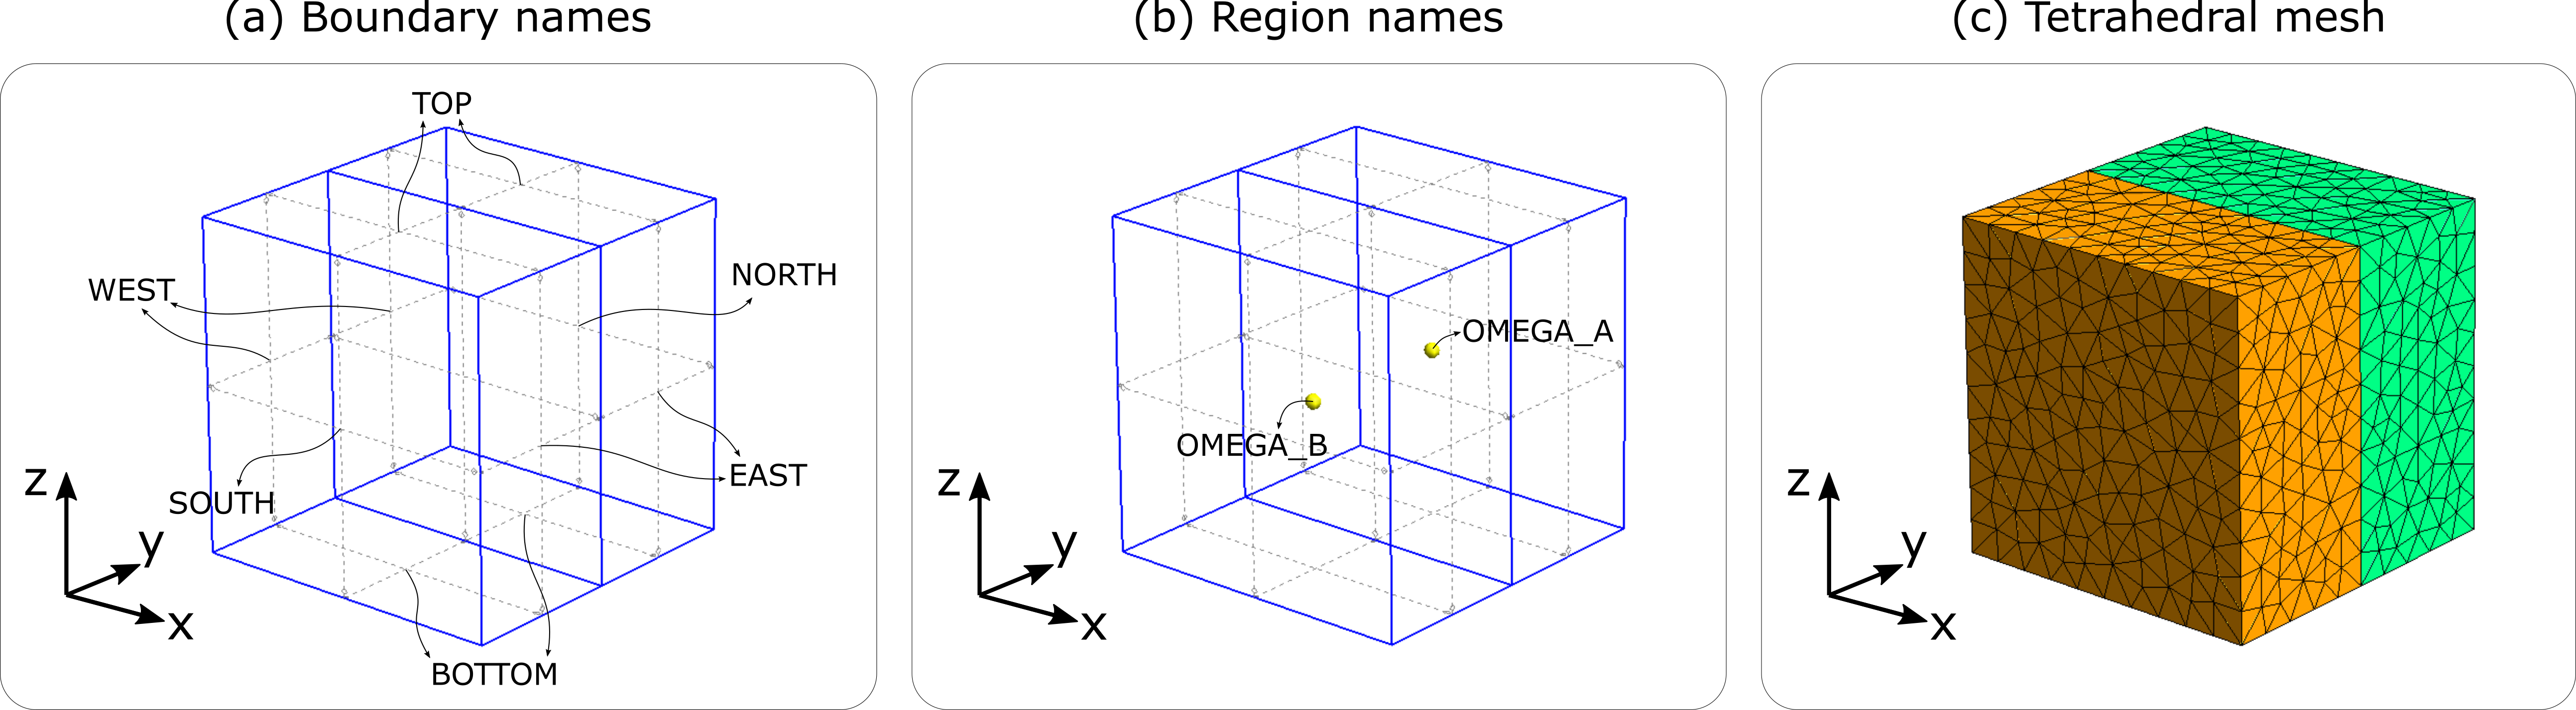 (a) Boundary names
TOP
WEST
NORTH
SOUTH
EAST
BOTTOM
z
y
x
(b) Region names
OMEGA_A
OMEGA_B
z
y
x
(c) Tetrahedral mesh
z
y
x